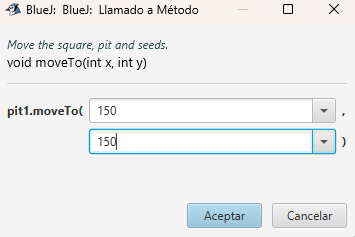 BlueJ: BlueJ: Llamado a Método
Move the square, pit and seeds.
void moveTo(int x, int y)
pit1.moveTo( 150 ,
150 )
Aceptar Cancelar